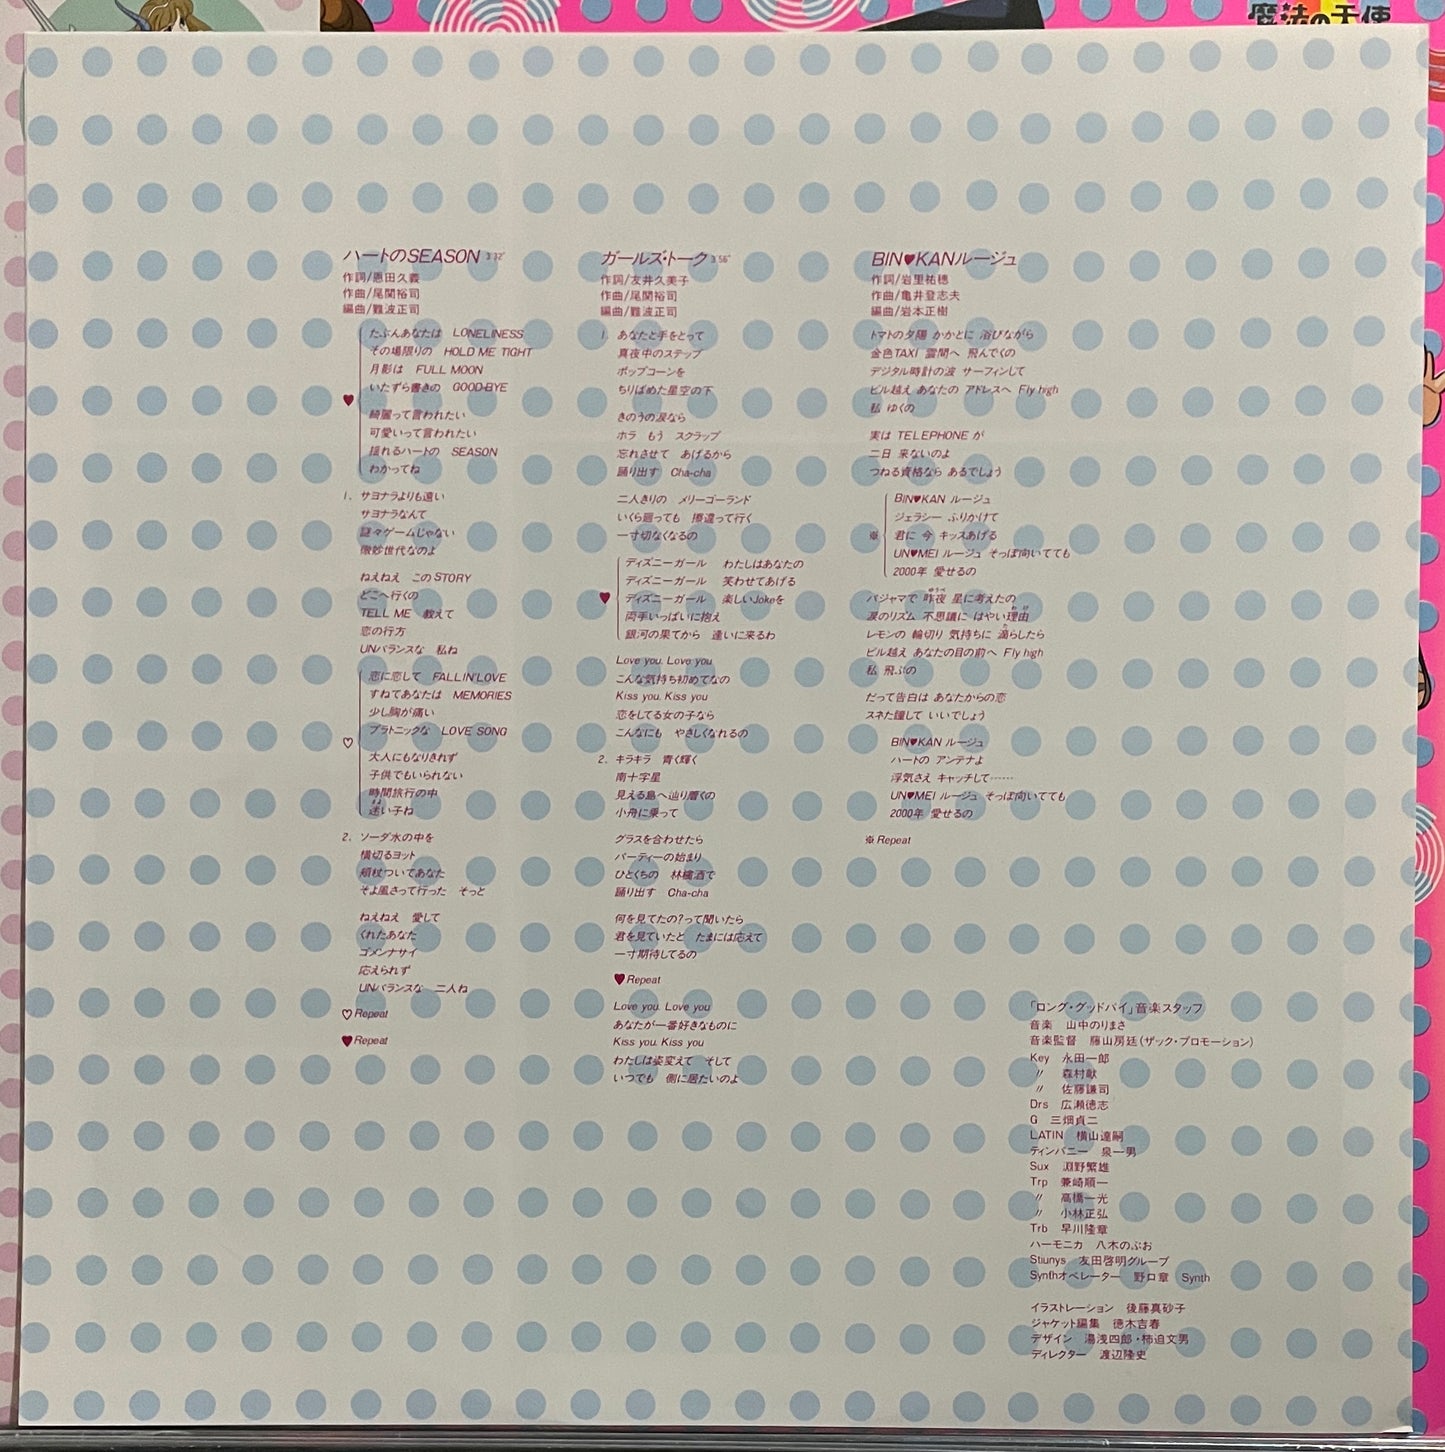 魔法の天使
ハートのSEASON 3'32"
作詞/恩田久義
作曲/尾関裕司
編曲/難波正司
たぶんあなたは LONELINESS
その場限りの HOLD ME TIGHT
月影は FULL MOON
いたずら書きの GOOD-BYE
♥
綺麗って言われたい
可愛いって言われたい
揺れるハートの SEASON
わかってね
1. サヨナラよりも遠い
サヨナラなんて
謎々ゲームじゃない
微妙世代なのよ
ねえねえ このSTORY
どこへ行くの
TELL ME 教えて
恋の行方
UNバランスな 私ね
恋に恋して FALLIN'LOVE
すねてあなたは MEMORIES
少し胸が痛い
プラトニックな LOVE SONG
♡
大人にもなりきれず
子供でもいられない
時間旅行の中
迷い子ね
2. ソーダ水の中を
横切るヨット
頬杖ついてあなた
そよ風さって行った そっと
ねえねえ 愛して
くれたあなた
ゴメンナサイ
応えられず
UNバランスな 二人ね
♡ Repeat
♥ Repeat
ガールズ・トーク 3'56"
作詞/友井久美子
作曲/尾関裕司
編曲/難波正司
1. あなたと手をとって
真夜中のステップ
ポップコーンを
ちりばめた星空の下
きのうの涙なら
ホラ もう スクラップ
忘れさせて あげるから
踊り出す Cha-cha
二人きりの メリーゴーランド
いくら廻っても 擦違って行く
一寸切なくなるの
ディズニーガール わたしはあなたの
ディズニーガール 笑わせてあげる
♥ ディズニーガール 楽しいJokeを
両手いっぱいに抱え
銀河の果てから 逢いに来るわ
Love you. Love you
こんな気持ち初めてなの
Kiss you. Kiss you
恋をしてる女の子なら
こんなにも やさしくなれるの
2. キラキラ 青く輝く
南十字星
見える島へ辿り着くの
小舟に乗って
グラスを合わせたら
パーティーの始まり
ひとくちの 林檎酒で
踊り出す Cha-cha
何を見てたの?って聞いたら
君を見ていたと たまには応えて
一寸期待してるの
♥ Repeat
Love you. Love you
あなたが一番好きなものに
Kiss you. Kiss you
わたしは姿変えて そして
いつでも 側に居たいのよ
BIN♥KANルージュ
作詞/岩里祐穂
作曲/亀井登志夫
編曲/岩本正樹
トマトの夕陽 かかとに 浴びながら
金色TAXI 雲間へ 飛んでくの
デジタル時計の波 サーフィンして
ビル越え あなたの アドレスへ Fly high
私 ゆくの
実は TELEPHONE が
二日 来ないのよ
つねる資格なら あるでしょう
BIN♥KAN ルージュ
ジェラシー ふりかけて
※ 君に 今 キッスあげる
UN♥MEI ルージュ そっぽ向いてても
2000年 愛せるの
パジャマで 昨夜 星に考えたの
涙のリズム 不思議に はやい理由
レモンの 輪切り 気持ちに 満らしたら
ビル越え あなたの目の前へ Fly high
私 飛ぶの
だって告白は あなたからの恋
スネた瞳して いいでしょう
BIN♥KAN ルージュ
ハートの アンテナよ
浮気さえ キャッチして……
UN♥MEI ルージュ そっぽ向いてても
2000年 愛せるの
※ Repeat
「ロング・グッドバイ」音楽スタッフ
音楽 山中のりまさ
音楽監督 藤山房廷(ザック・プロモーション)
Key 永田一郎
〃 森村献
〃 佐藤謙司
Drs 広瀬徳志
G 三畑貞二
LATIN 横山達嗣
ティンパニー 泉一男
Sux 淵野繁雄
Trp 兼崎順一
〃 高橋一光
〃 小林正弘
Trb 早川隆章
ハーモニカ 八木のぶお
Stiunys 友田啓明グループ
Synthオペレーター 野口章 Synth
イラストレーション 後藤真砂子
ジャケット編集 徳木吉春
デザイン 湯浅四郎・柿迫文男
ディレクター 渡辺隆史